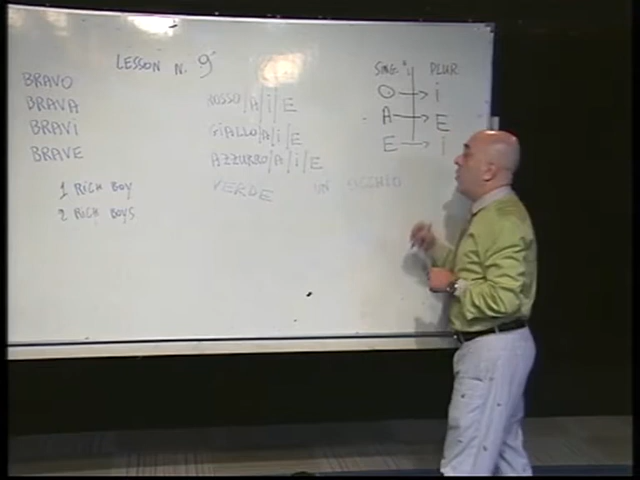 LESSON N. 9
BRAVO
BRAVA
BRAVI
BRAVE
1 RICH BOY
2 RICH BOYS
ROSSO/A/i/E
GIALLO/A/i/E
AZZURRO/A/i/E
VERDE UN
SING. PLUR
O → i
A → E
E → i